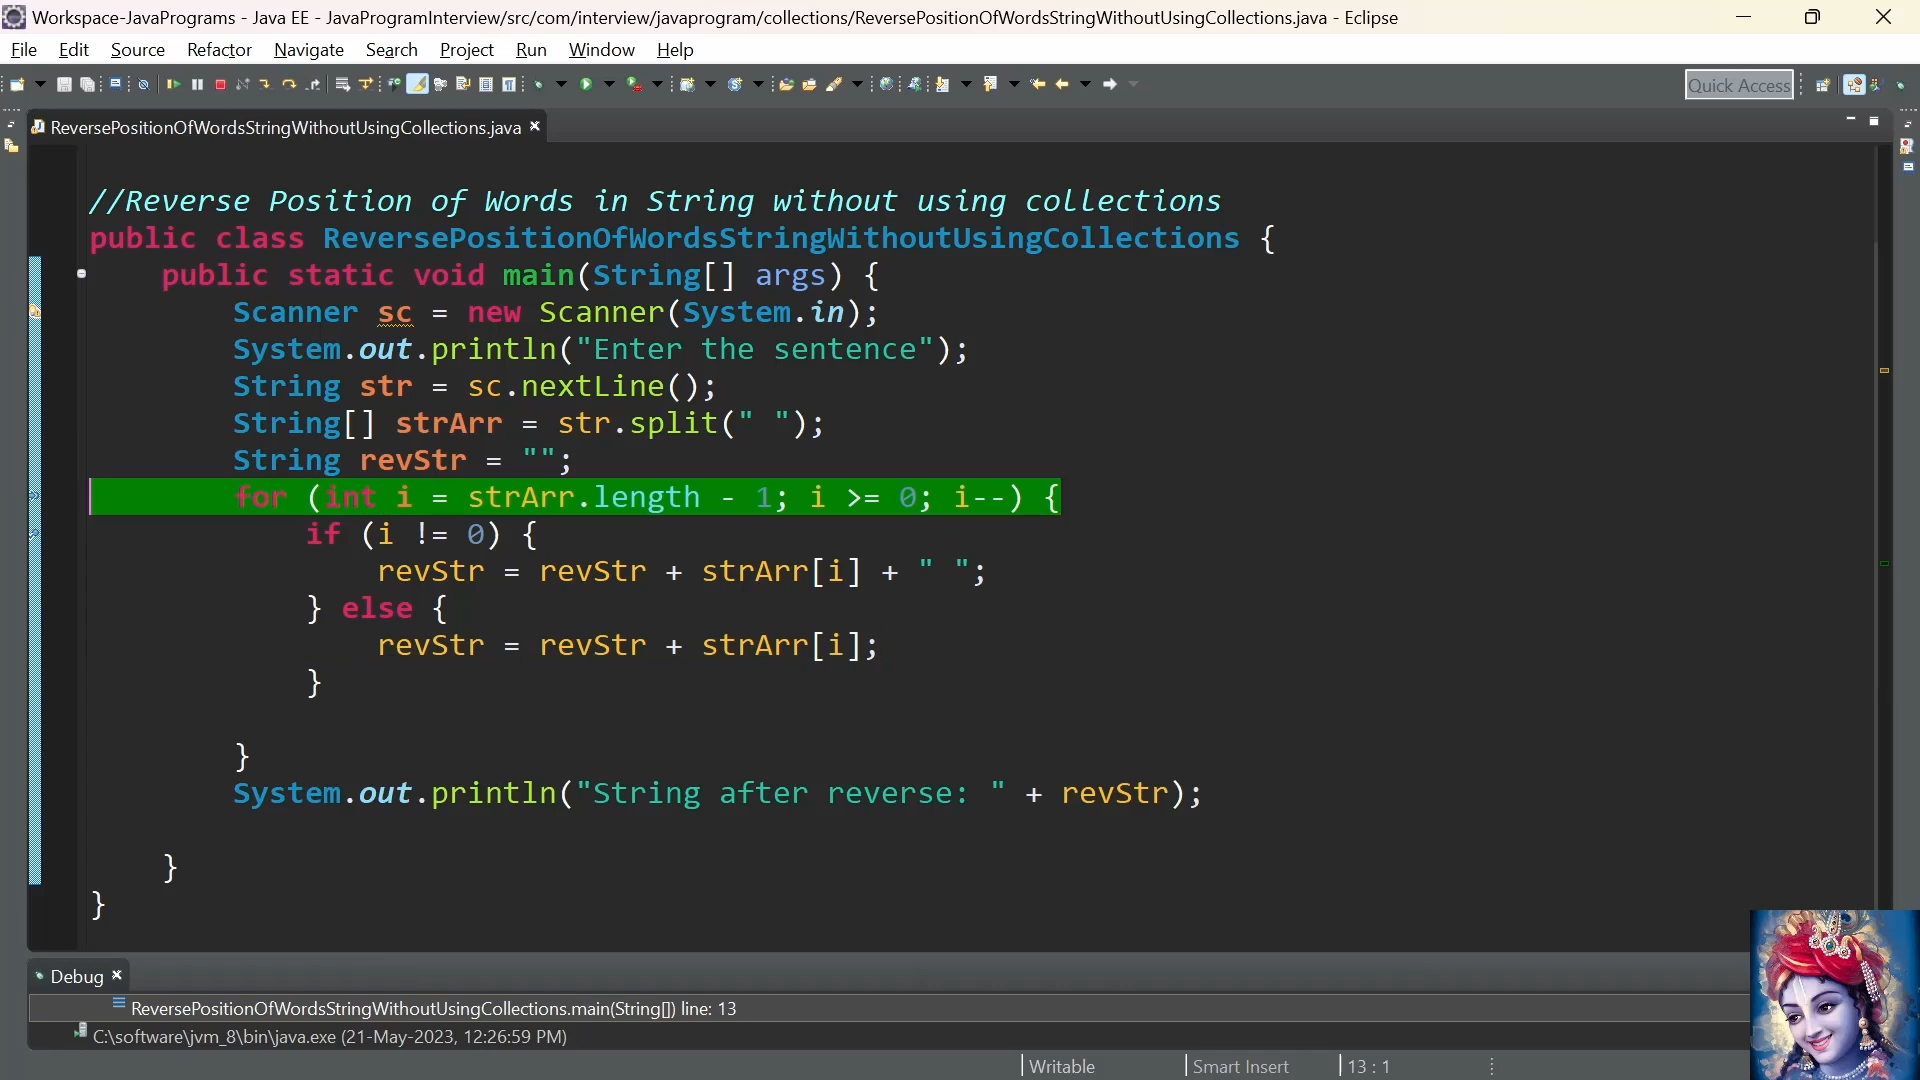 Workspace-JavaPrograms - Java EE - JavaProgramInterview/src/com/interview/javaprogram/collections/ReversePositionOfWordsStringWithoutUsingCollections.java - Eclipse
File Edit Source Refactor Navigate Search Project Run Window Help
Quick Access
ReversePositionOfWordsStringWithoutUsingCollections.java
//Reverse Position of Words in String without using collections
public class ReversePositionOfWordsStringWithoutUsingCollections {
public static void main(String[] args) {
Scanner sc = new Scanner(System.in);
System.out.println("Enter the sentence");
String str = sc.nextLine();
String[] strArr = str.split(" ");
String revStr = "";
for (int i = strArr.length - 1; i >= 0; i--) {
if (i != 0) {
revStr = revStr + strArr[i] + " ";
} else {
revStr = revStr + strArr[i];
}
}
System.out.println("String after reverse: " + revStr);
}
}
Debug
ReversePositionOfWordsStringWithoutUsingCollections.main(String[]) line: 13
C:\software\jvm_8\bin\java.exe (21-May-2023, 12:26:59 PM)
Writable Smart Insert 13 : 1